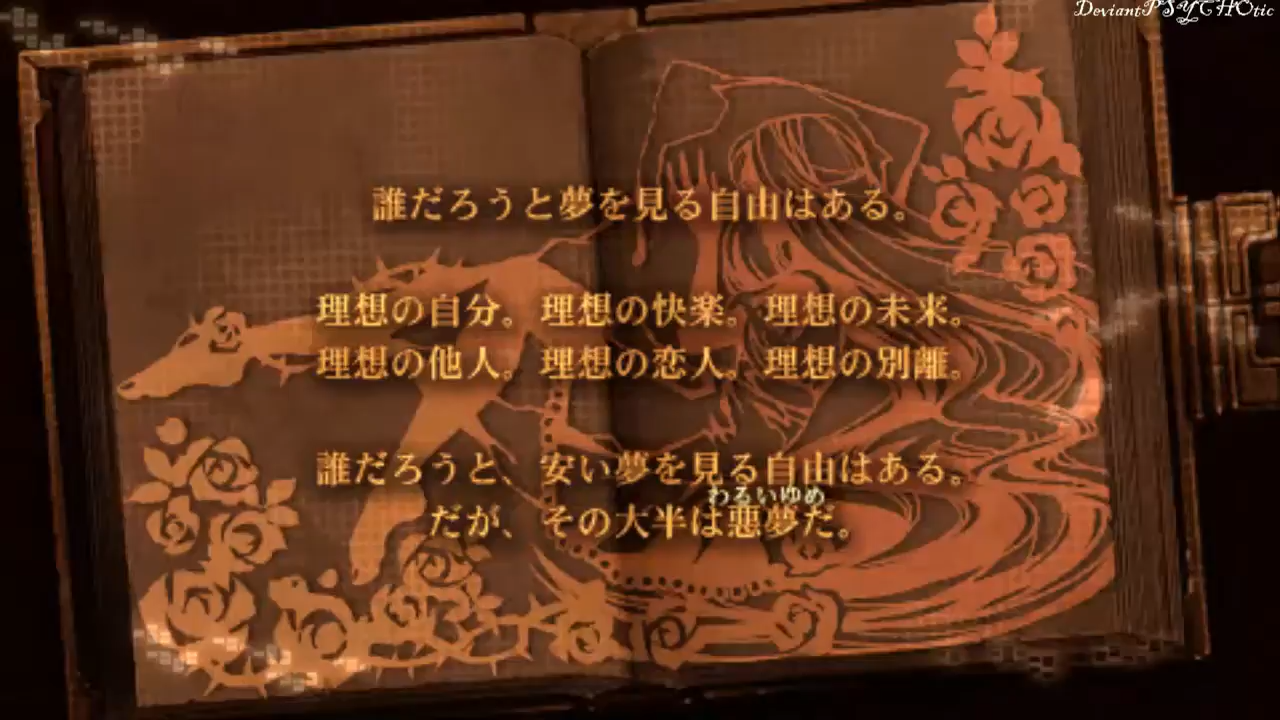 DeviantPSYCHOtic
誰だろうと夢を見る自由はある。
理想の自分。理想の快楽。理想の未来。
理想の他人。理想の恋人。理想の別離。
誰だろうと、安い夢を見る自由はある。
わるいゆめ
だが、その大半は悪夢だ。